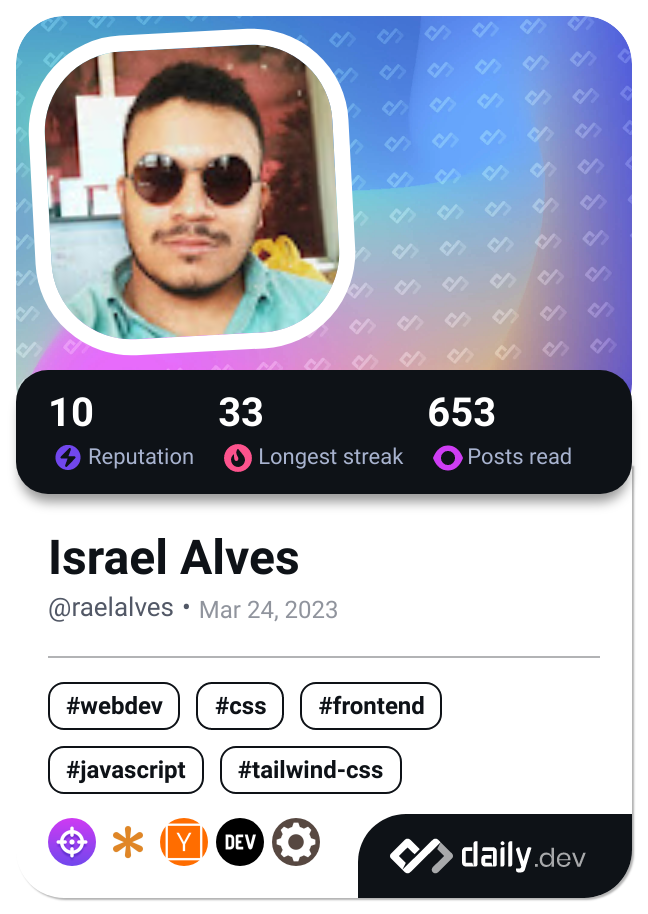 10 33 653
Reputation Longest streak Posts read
Israel Alves
@raelalves • Mar 24, 2023
#webdev #css #frontend
#javascript #tailwind-css
Y DEV daily.dev